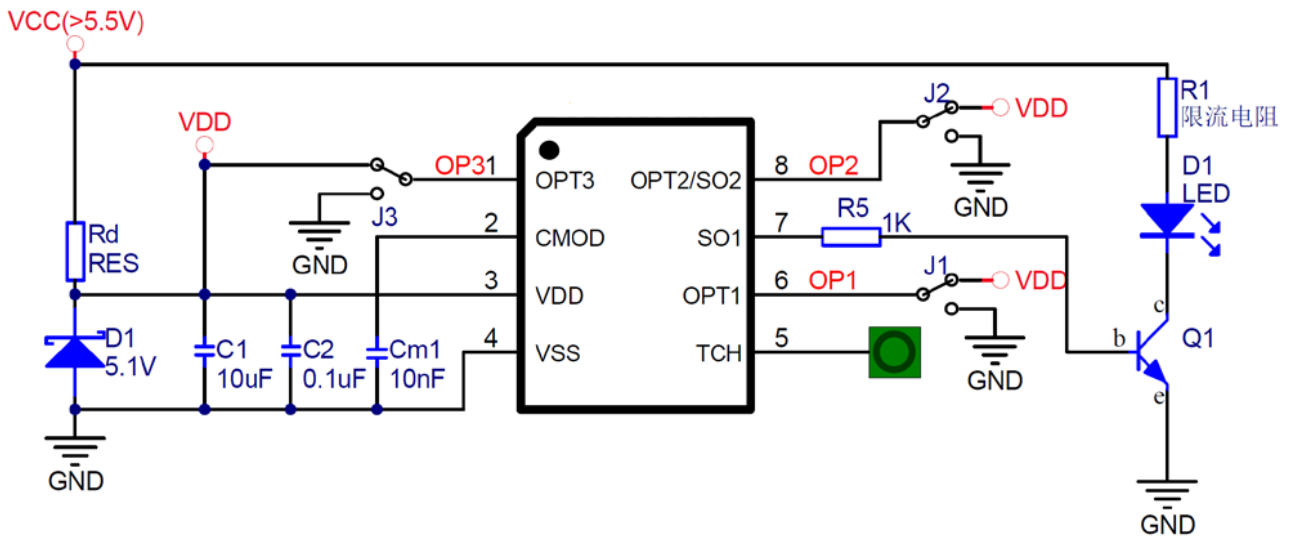 VCC(>5.5V)
VDD
Rd
RES
D1
5.1V
C1
10uF
C2
0.1uF
Cm1
10nF
GND
GND
J3
OP3
1
2
3
4
OPT3
CMOD
VDD
VSS
OPT2/SO2
SO1
OPT1
TCH
8
7
6
5
OP2
R5
1K
OP1
J2
VDD
GND
J1
VDD
GND
R1
限流电阻
D1
LED
c
b
e
Q1
GND